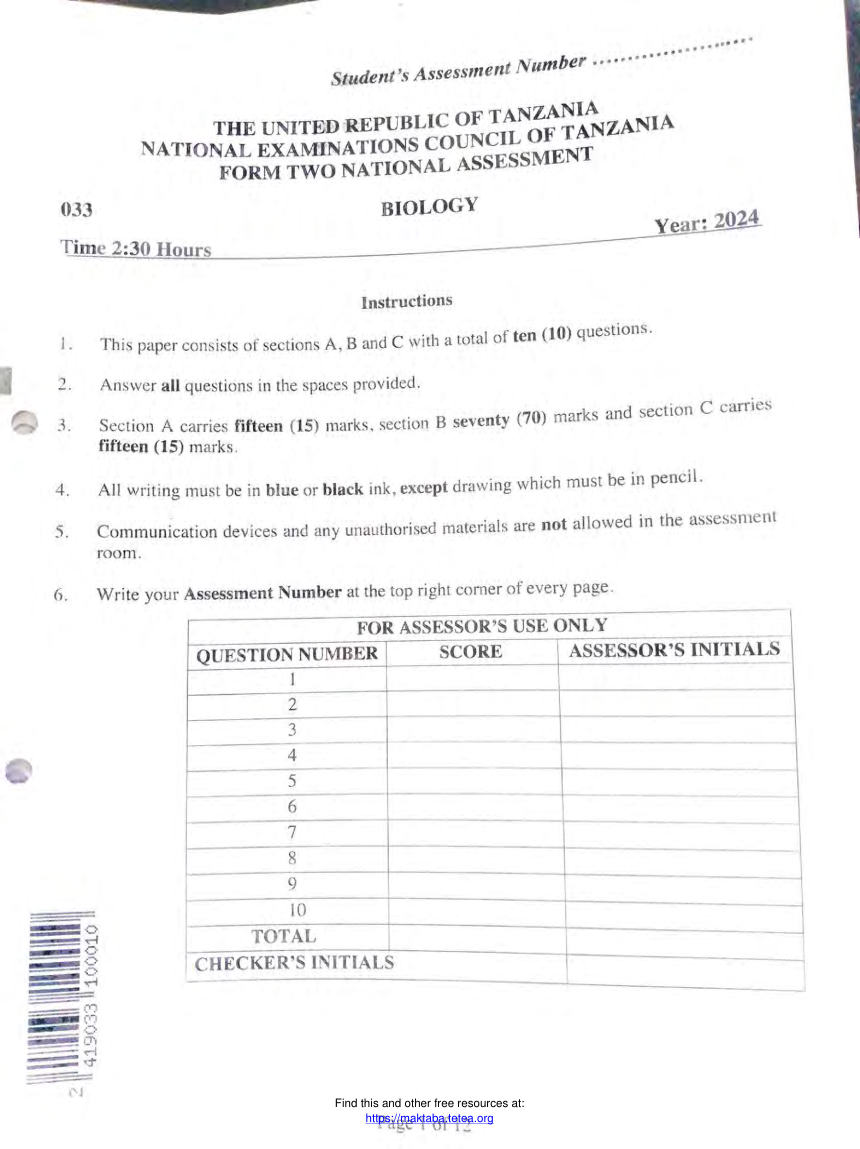 Student's Assessment Number ........................
THE UNITED REPUBLIC OF TANZANIA
NATIONAL EXAMINATIONS COUNCIL OF TANZANIA
FORM TWO NATIONAL ASSESSMENT
033 BIOLOGY
Time 2:30 Hours Year: 2024
Instructions
1. This paper consists of sections A, B and C with a total of ten (10) questions.
2. Answer all questions in the spaces provided.
3. Section A carries fifteen (15) marks, section B seventy (70) marks and section C carries
fifteen (15) marks.
4. All writing must be in blue or black ink, except drawing which must be in pencil.
5. Communication devices and any unauthorised materials are not allowed in the assessment
room.
6. Write your Assessment Number at the top right corner of every page.
FOR ASSESSOR'S USE ONLY
QUESTION NUMBER SCORE ASSESSOR'S INITIALS
1
2
3
4
5
6
7
8
9
10
TOTAL
CHECKER'S INITIALS
2 419033 100010
Find this and other free resources at:
https://maktaba.tetea.org
Page 1 of 12